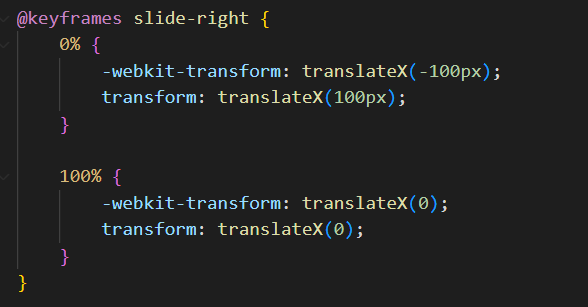 @keyframes slide-right {
0% {
-webkit-transform: translateX(-100px);
transform: translateX(100px);
}
100% {
-webkit-transform: translateX(0);
transform: translateX(0);
}
}